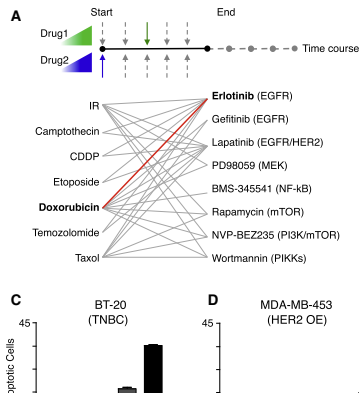 A
Start
End
Drug1
Drug2
Time course
IR
Camptothecin
CDDP
Etoposide
Doxorubicin
Temozolomide
Taxol
Erlotinib (EGFR)
Gefitinib (EGFR)
Lapatinib (EGFR/HER2)
PD98059 (MEK)
BMS-345541 (NF-kB)
Rapamycin (mTOR)
NVP-BEZ235 (PI3K/mTOR)
Wortmannin (PIKKs)
C
BT-20
(TNBC)
45
optotic Cells
D
MDA-MB-453
(HER2 OE)
45